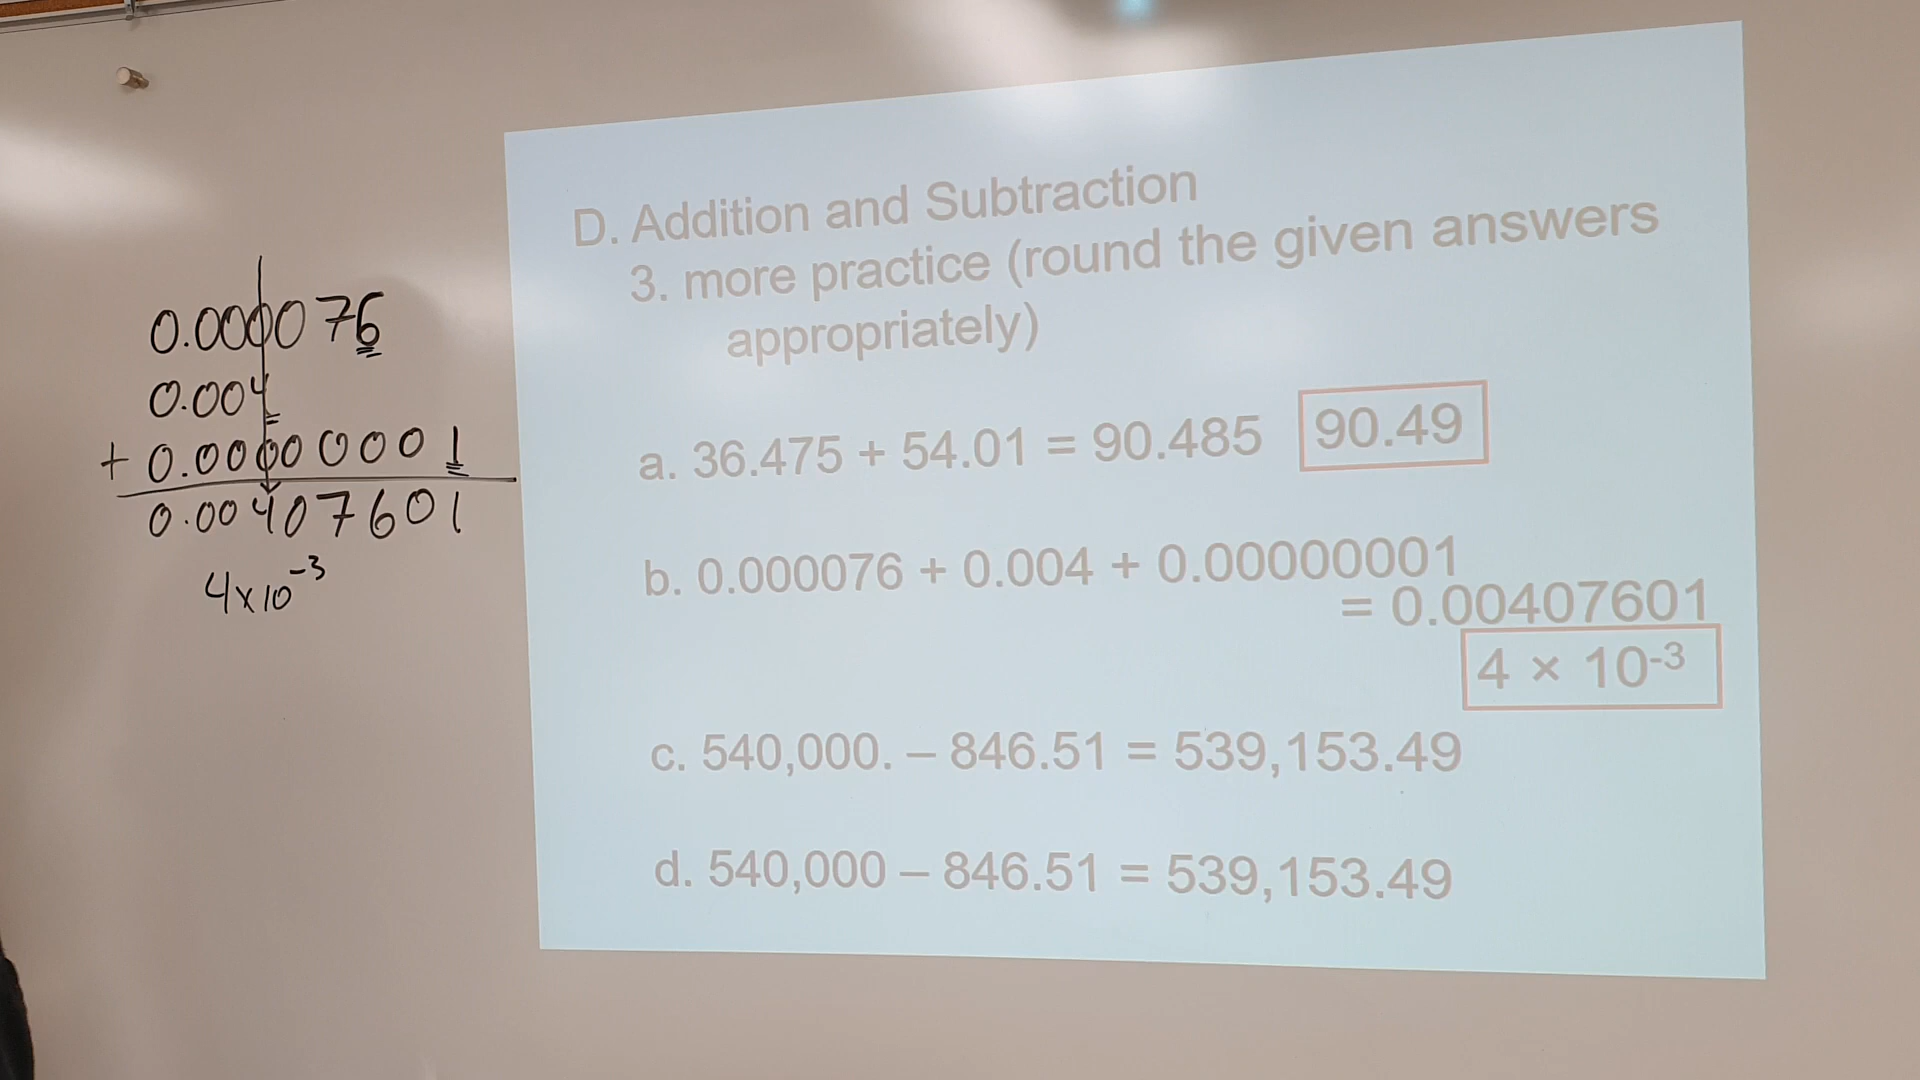 0.000076
0.004
+ 0.00000001
0.00407601
4x10⁻³
D. Addition and Subtraction
3. more practice (round the given answers
appropriately)
a. 36.475 + 54.01 = 90.485 90.49
b. 0.000076 + 0.004 + 0.00000001
= 0.00407601
4 × 10⁻³
c. 540,000. – 846.51 = 539,153.49
d. 540,000 – 846.51 = 539,153.49